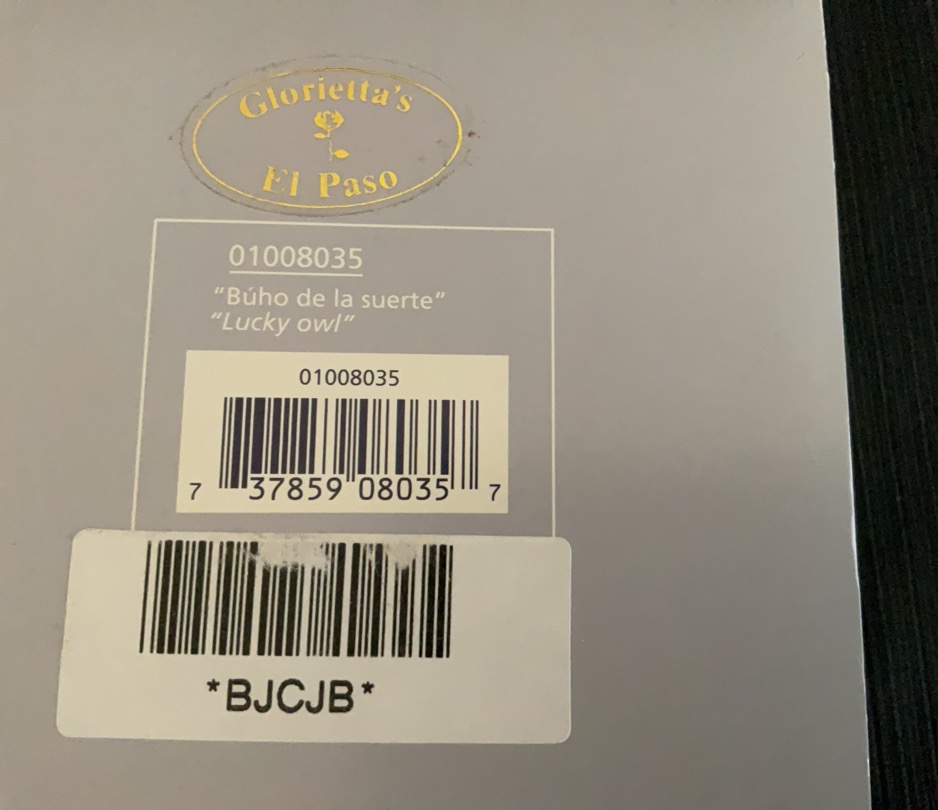 Glorietta's
El Paso
01008035
“Búho de la suerte”
“Lucky owl”
01008035
7 37859 08035 7
*BJCJB*